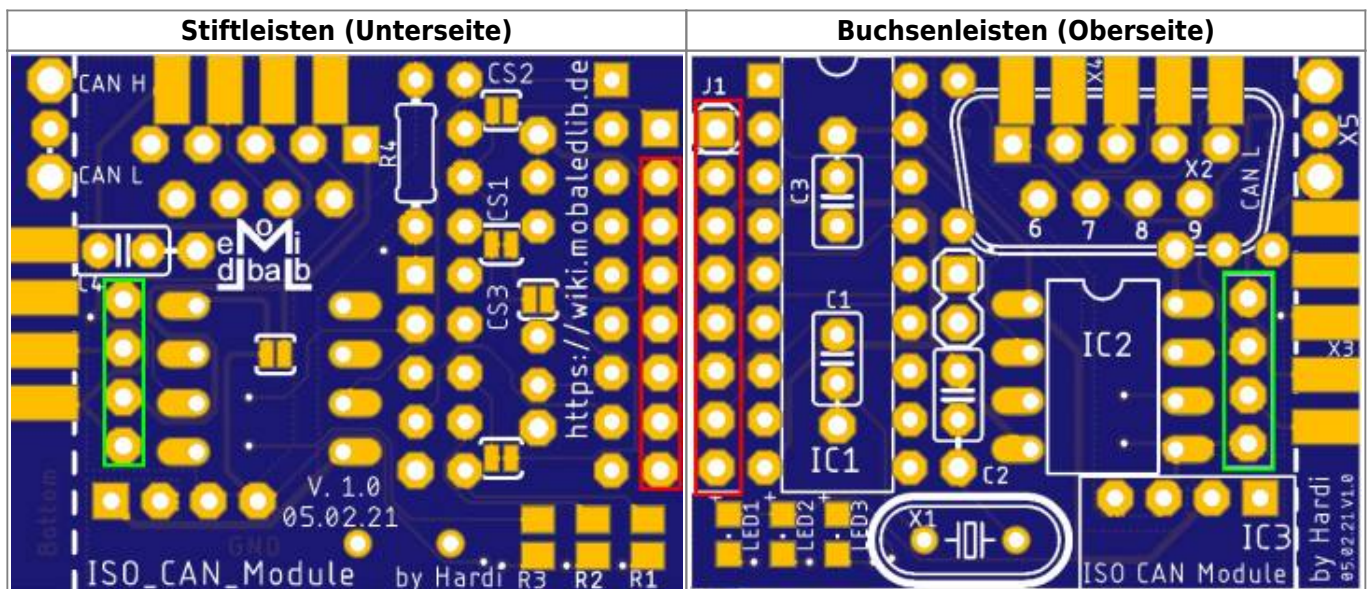 Stiftleisten (Unterseite)
Buchsenleisten (Oberseite)
CAN H
CAN L
CS2
R4
CS1
CS3
https://wiki.mobaledlib.de
C4
Mobaledlib
V. 1.0
05.02.21
Bottom
GND
ISO_CAN_Module
by Hardi
R3
R2
R1
J1
C3
C1
IC1
C2
X4
X2
CAN L
6
7
8
9
X5
IC2
X3
+
+
+
LED1
LED2
LED3
X1
IC3
ISO CAN Module
by Hardi
05.02.21 V1.0